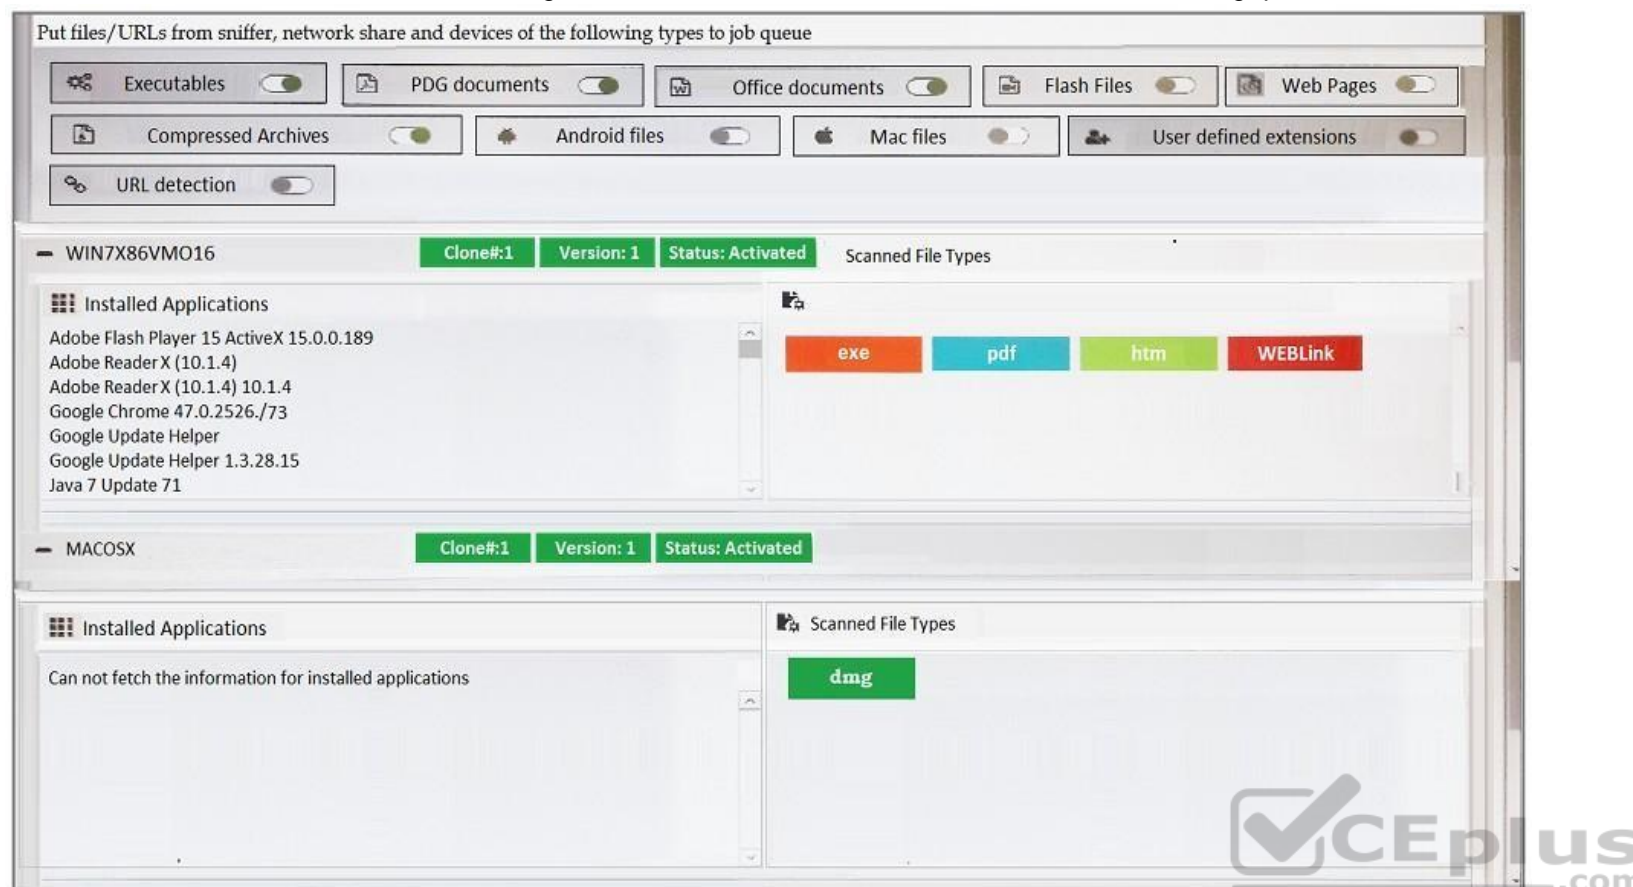 Put files/URLs from sniffer, network share and devices of the following types to job queue
Executables PDG documents Office documents Flash Files Web Pages
Compressed Archives Android files Mac files User defined extensions
URL detection
WIN7X86VMO16 Clone#:1 Version: 1 Status: Activated Scanned File Types
Installed Applications
Adobe Flash Player 15 ActiveX 15.0.0.189
Adobe Reader X (10.1.4)
Adobe Reader X (10.1.4) 10.1.4
Google Chrome 47.0.2526./73
Google Update Helper
Google Update Helper 1.3.28.15
Java 7 Update 71
exe pdf htm WEBLink
MACOSX Clone#:1 Version: 1 Status: Activated
Installed Applications
Can not fetch the information for installed applications
Scanned File Types
dmg
CEplus
.com